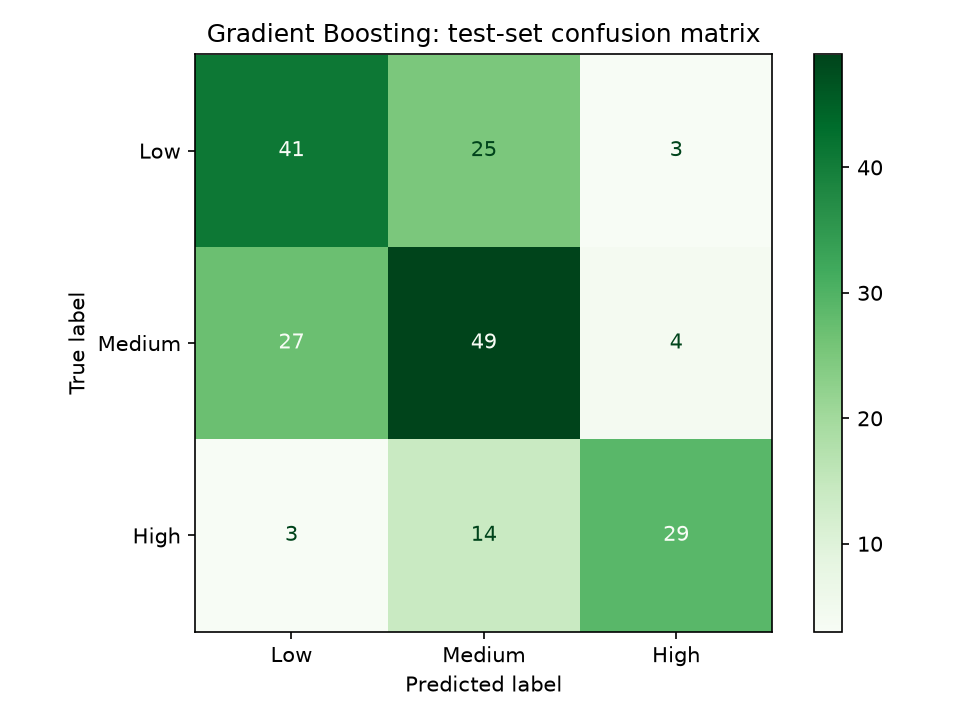 Gradient Boosting: test-set confusion matrix
Low 41 25 3
Medium 27 49 4
High 3 14 29
Low Medium High
Predicted label
True label
40
30
20
10